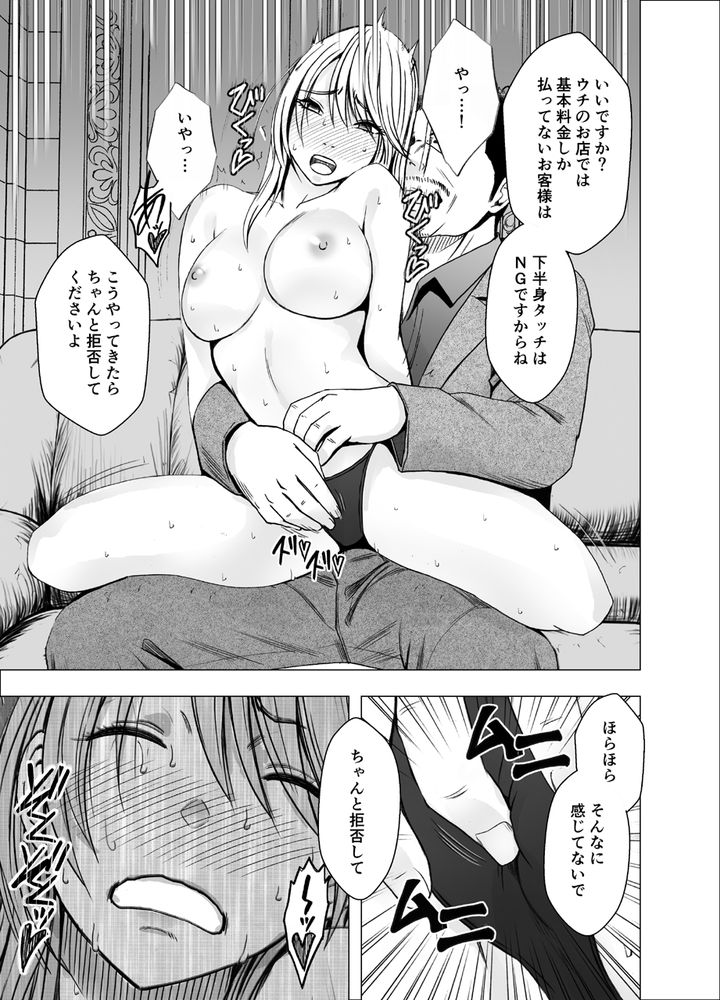 いいですか？
ウチのお店では
基本料金しか
払ってないお客様は
下半身タッチは
ＮＧですからね
やっ…！
いやっ…
びくっ
びくっ
こうやってきたら
ちゃんと拒否して
くださいよ
ズッ
ズッ
ほらほら
そんなに
感じてないで
ムニ
ムニ
ちゃんと拒否して